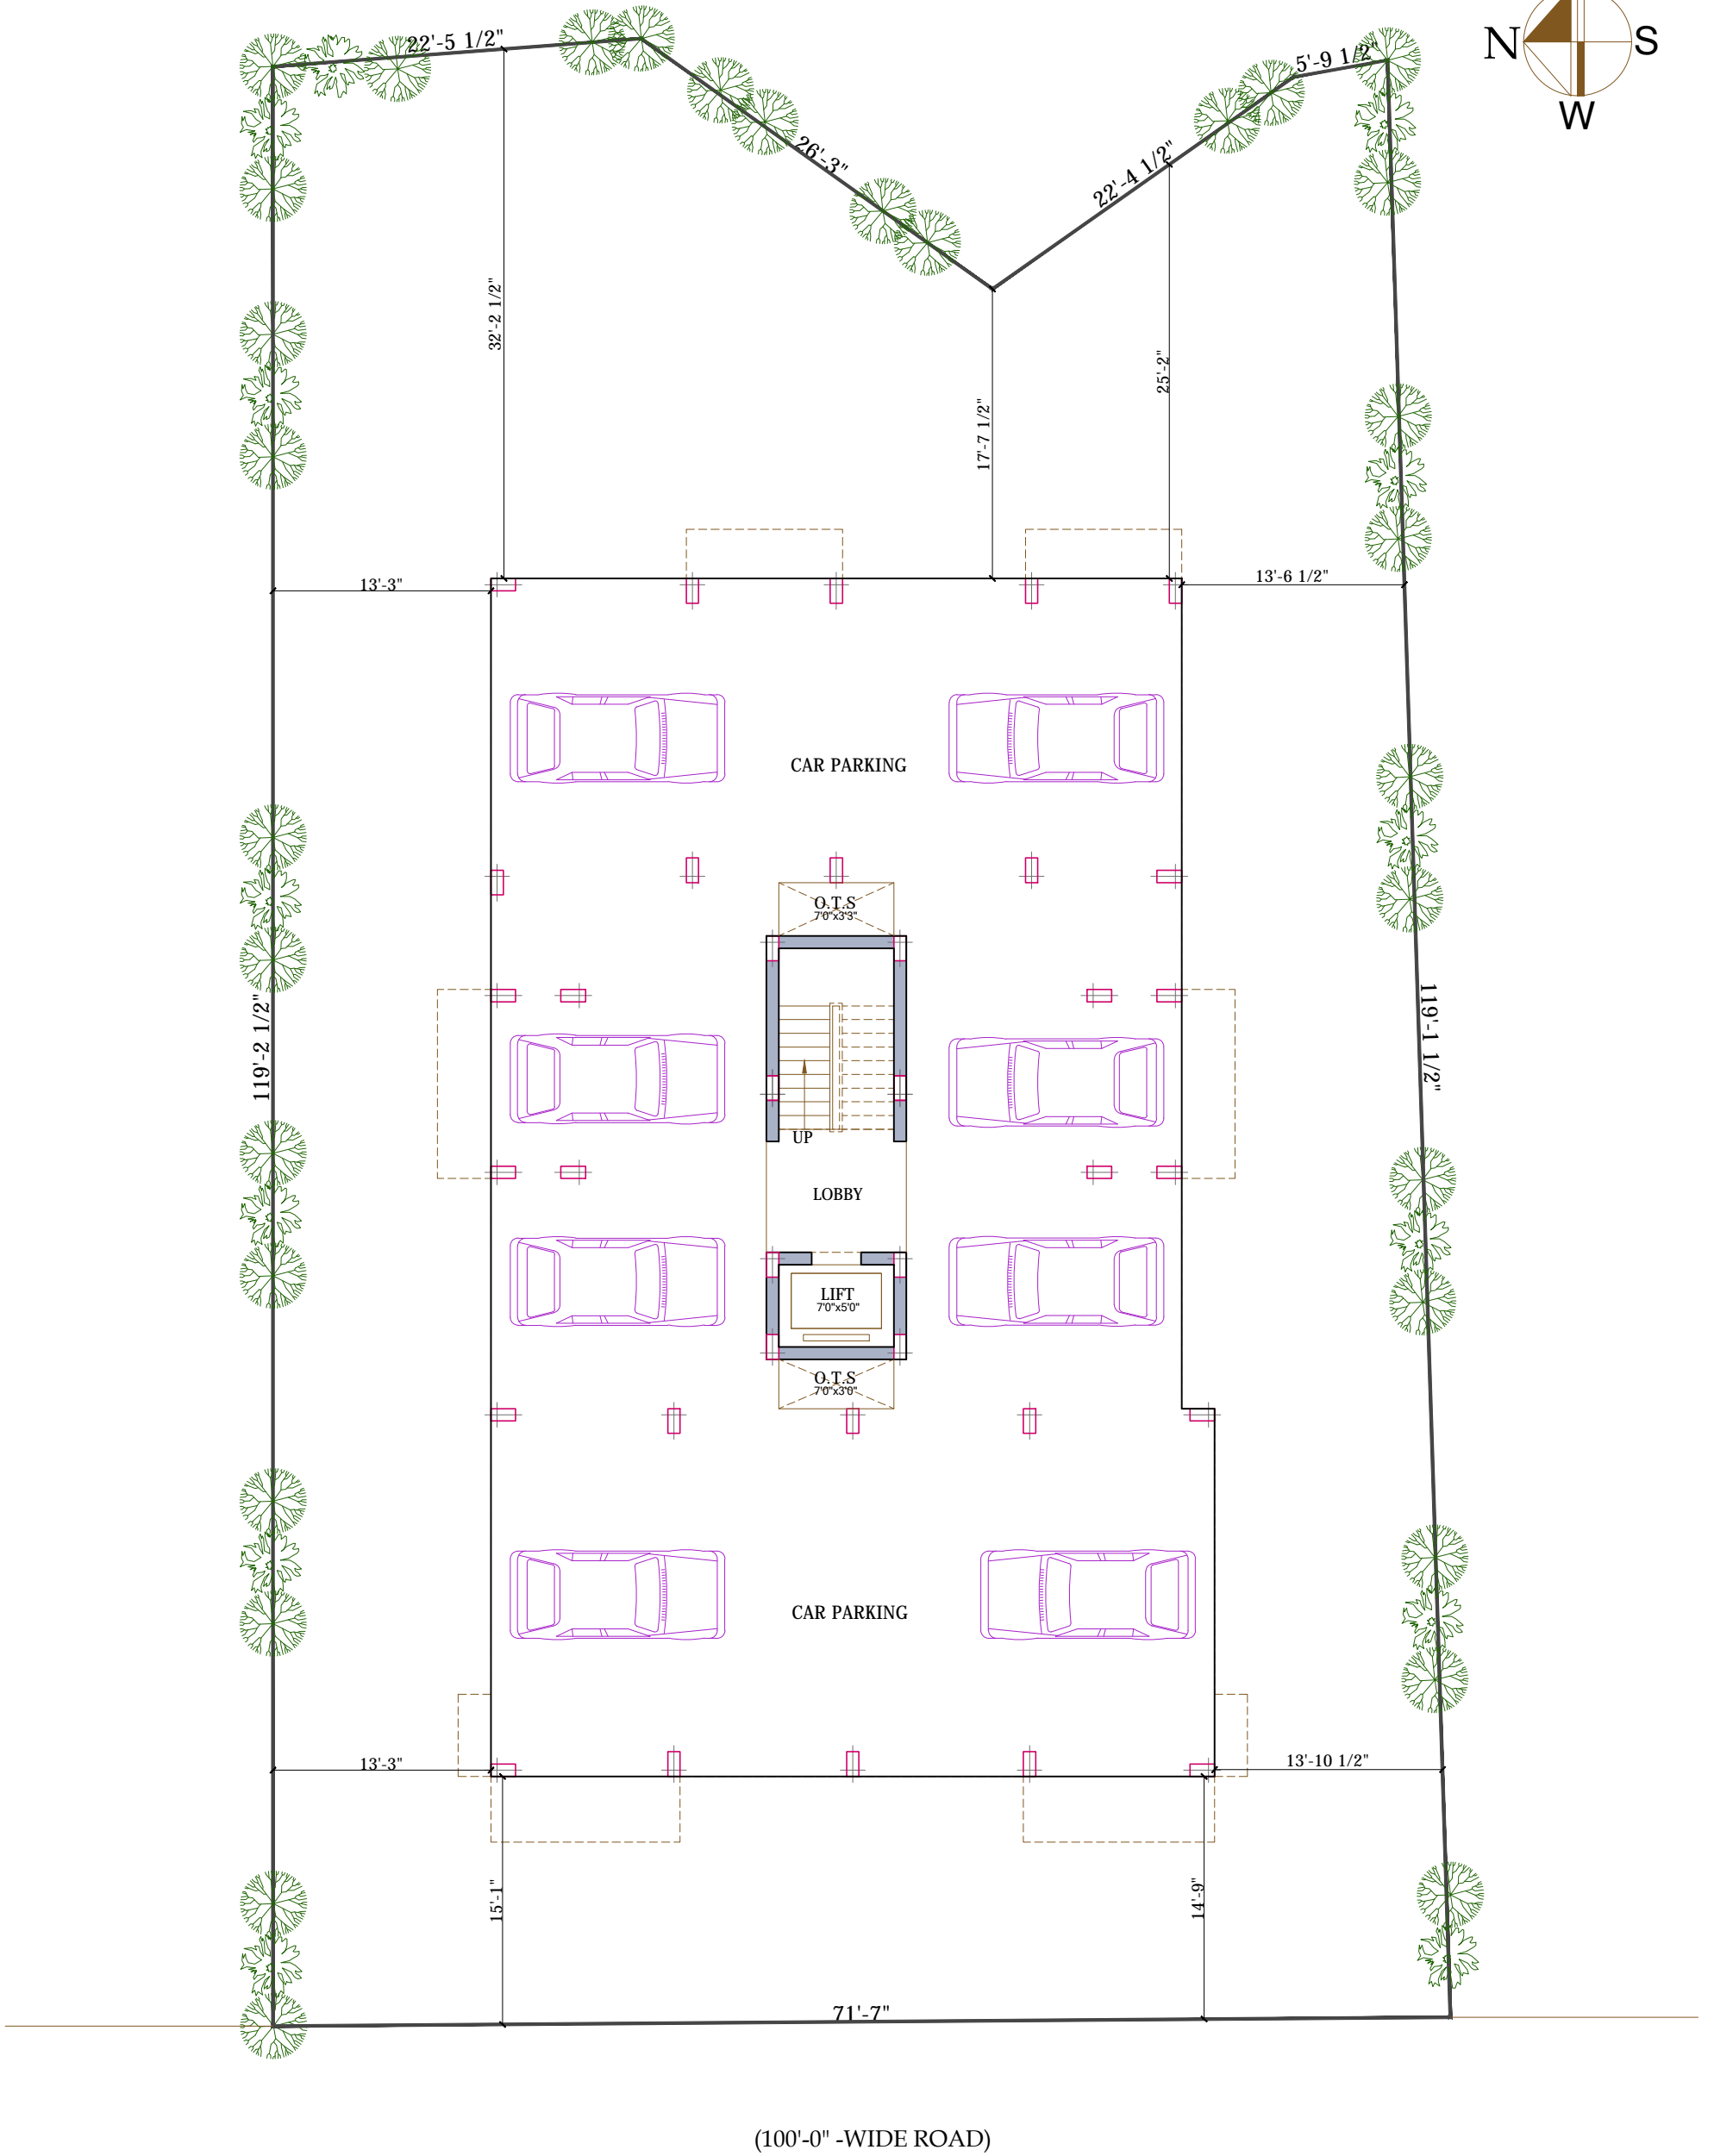 22'-5 1/2"
5'-9 1/2"
N
S
W
26'-3"
22'-4 1/2"
32'-2 1/2"
25'-2"
17'-7 1/2"
13'-3"
13'-6 1/2"
CAR PARKING
O.T.S
7'0"x3'3"
119'-2 1/2"
119'-1 1/2"
UP
LOBBY
LIFT
7'0"x5'0"
O.T.S
7'0"x3'0"
CAR PARKING
13'-3"
13'-10 1/2"
15'-1"
14'-9"
71'-7"
(100'-0" -WIDE ROAD)